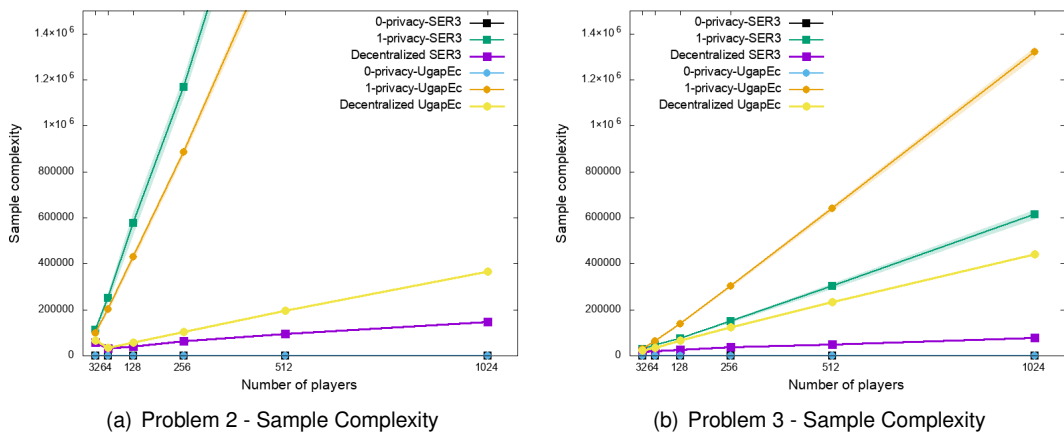 1.4×10^6
1.2×10^6
1×10^6
800000
600000
400000
200000
0
Sample complexity
0-privacy-SER3
1-privacy-SER3
Decentralized SER3
0-privacy-UgapEc
1-privacy-UgapEc
Decentralized UgapEc
32 64 128 256 512 1024
Number of players
(a) Problem 2 - Sample Complexity
1.4×10^6
1.2×10^6
1×10^6
800000
600000
400000
200000
0
Sample complexity
0-privacy-SER3
1-privacy-SER3
Decentralized SER3
0-privacy-UgapEc
1-privacy-UgapEc
Decentralized UgapEc
32 64 128 256 512 1024
Number of players
(b) Problem 3 - Sample Complexity